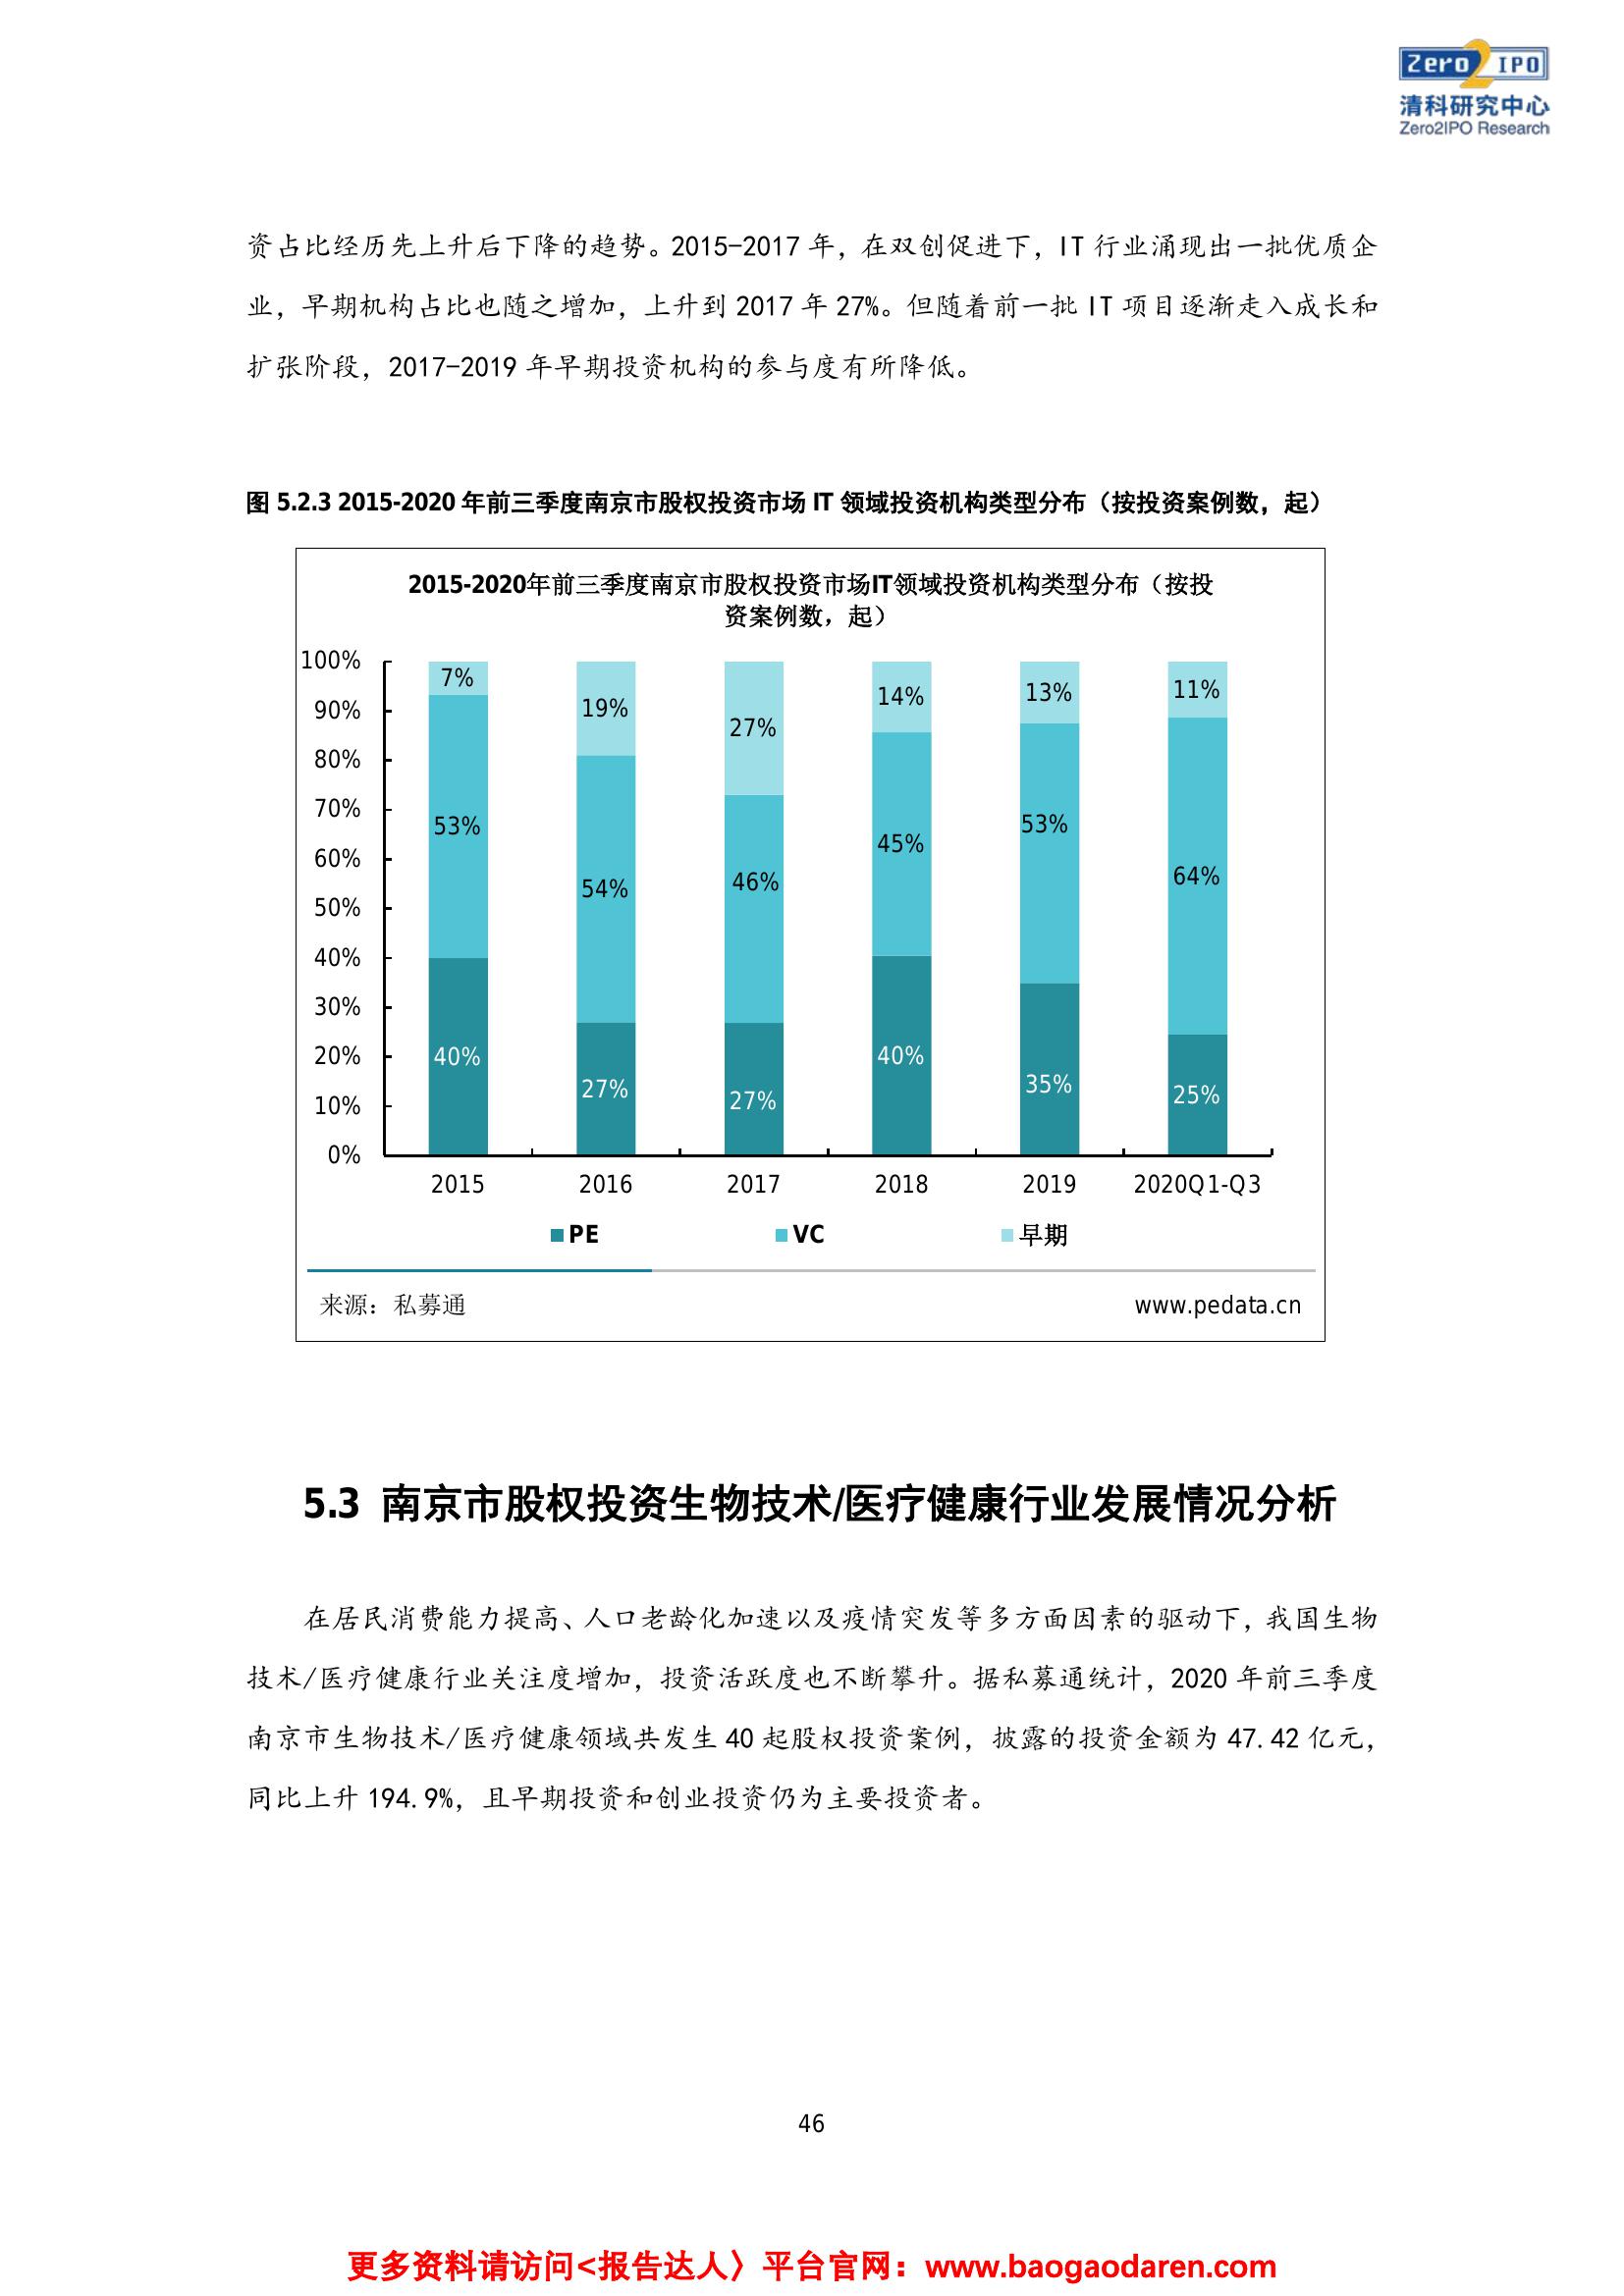 Zero2IPO
清科研究中心
Zero2IPO Research
资占比经历先上升后下降的趋势。2015-2017 年，在双创促进下，IT 行业涌现出一批优质企
业，早期机构占比也随之增加，上升到 2017 年 27%。但随着前一批 IT 项目逐渐走入成长和
扩张阶段，2017-2019 年早期投资机构的参与度有所降低。
图 5.2.3 2015-2020 年前三季度南京市股权投资市场 IT 领域投资机构类型分布（按投资案例数，起）
2015-2020年前三季度南京市股权投资市场IT领域投资机构类型分布（按投
资案例数，起）
100%
90%
80%
70%
60%
50%
40%
30%
20%
10%
0%
7% 19% 27% 14% 13% 11%
53% 54% 46% 45% 53% 64%
40% 27% 27% 40% 35% 25%
2015 2016 2017 2018 2019 2020Q1-Q3
PE VC 早期
来源：私募通 www.pedata.cn
5.3 南京市股权投资生物技术/医疗健康行业发展情况分析
在居民消费能力提高、人口老龄化加速以及疫情突发等多方面因素的驱动下，我国生物
技术/医疗健康行业关注度增加，投资活跃度也不断攀升。据私募通统计，2020 年前三季度
南京市生物技术/医疗健康领域共发生 40 起股权投资案例，披露的投资金额为 47.42 亿元，
同比上升 194.9%，且早期投资和创业投资仍为主要投资者。
46
更多资料请访问<报告达人〉平台官网：www.baogaodaren.com